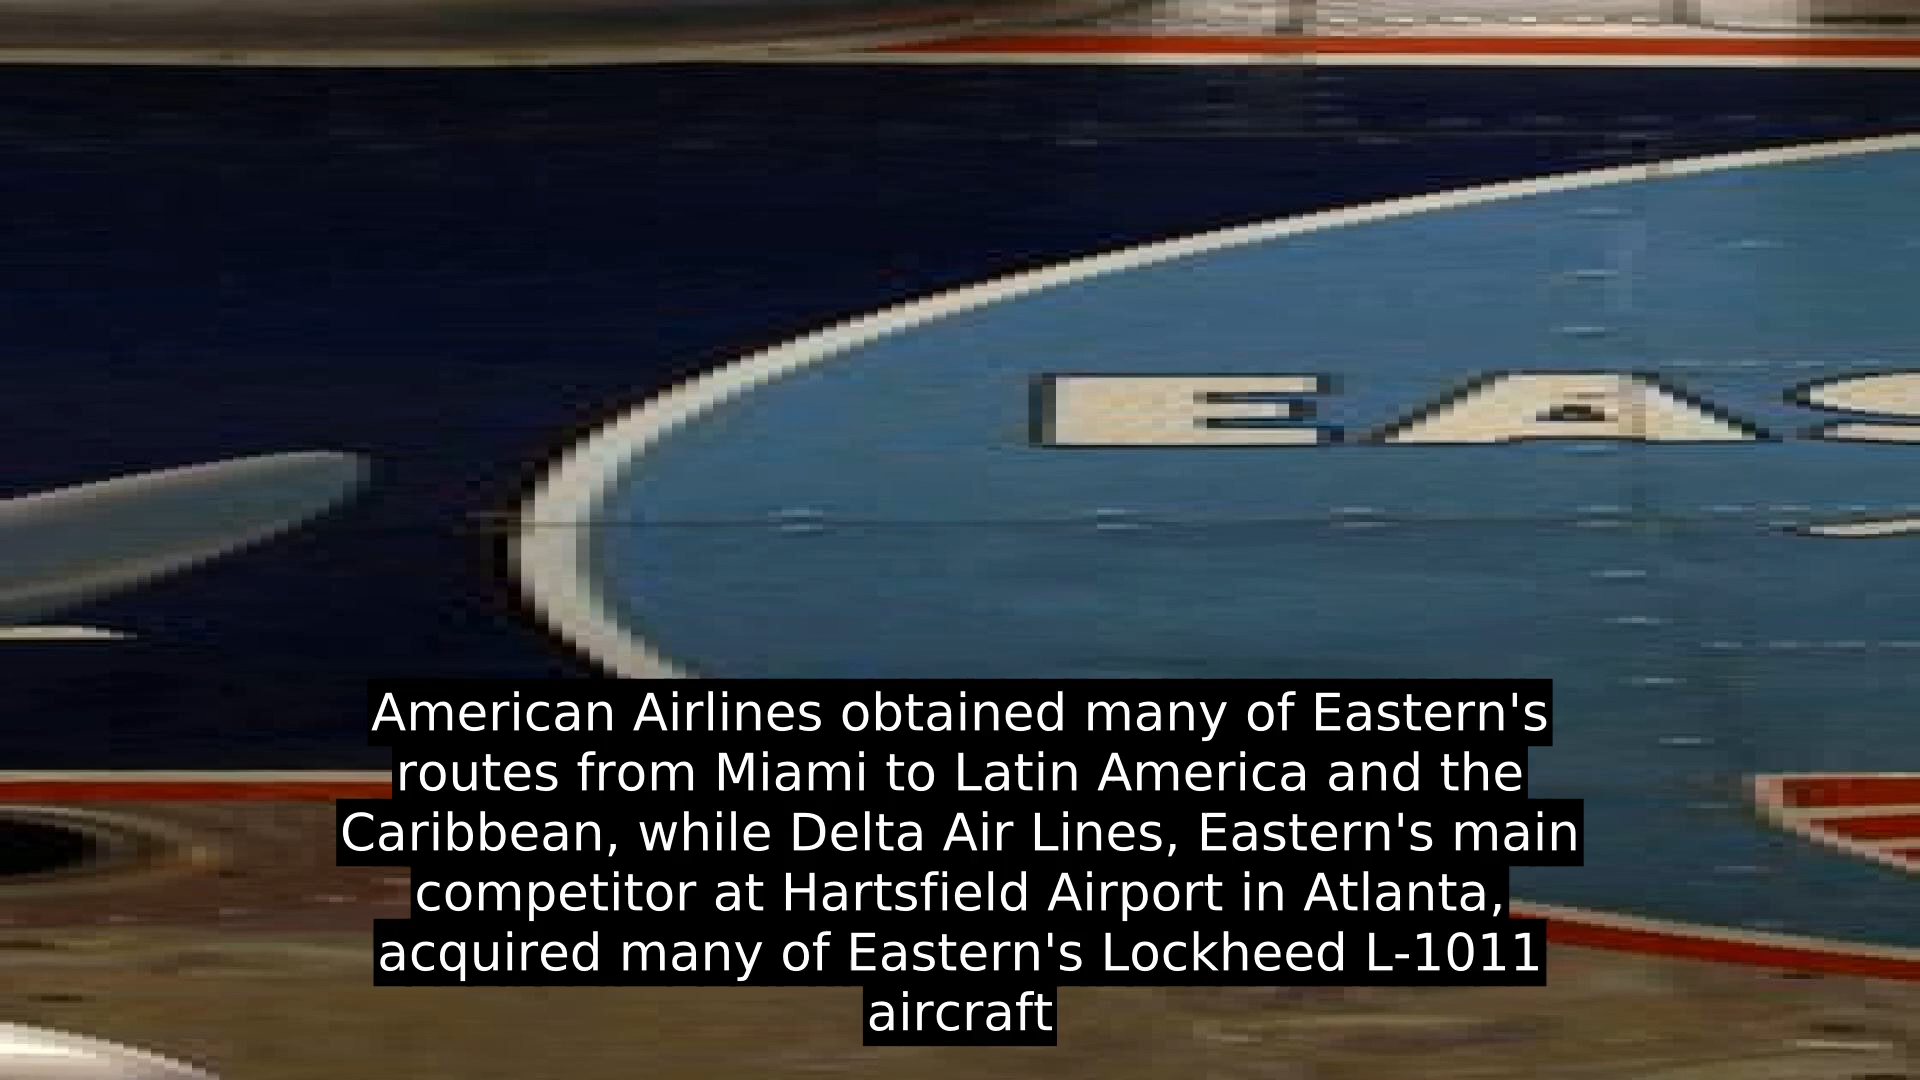 EAS
American Airlines obtained many of Eastern's
routes from Miami to Latin America and the
Caribbean, while Delta Air Lines, Eastern's main
competitor at Hartsfield Airport in Atlanta,
acquired many of Eastern's Lockheed L-1011
aircraft